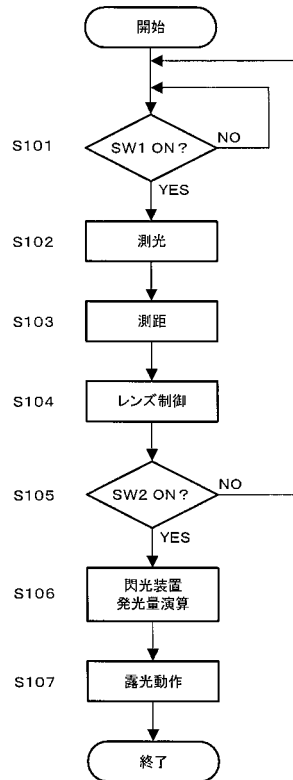 開始
S101
SW1 ON?
NO
YES
S102
測光
S103
測距
S104
レンズ制御
S105
SW2 ON?
NO
YES
S106
閃光装置
発光量演算
S107
露光動作
終了